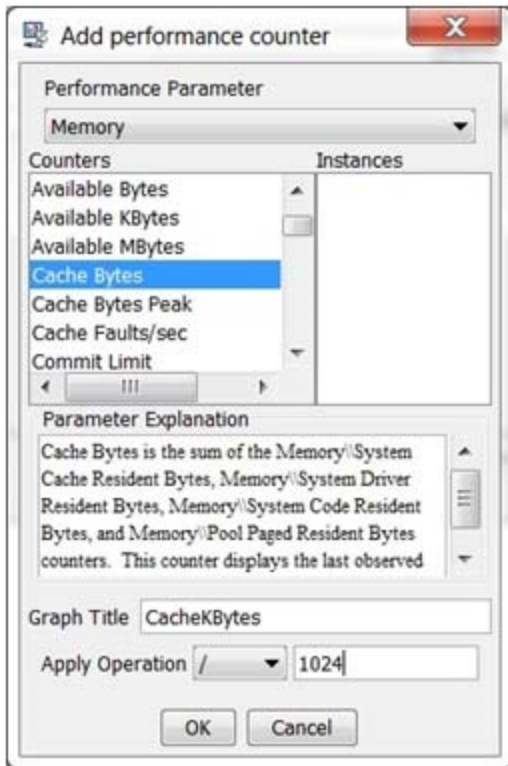 Add performance counter
Performance Parameter
Memory
Counters
Instances
Available Bytes
Available KBytes
Available MBytes
Cache Bytes
Cache Bytes Peak
Cache Faults/sec
Commit Limit
Parameter Explanation
Cache Bytes is the sum of the Memory\\System
Cache Resident Bytes, Memory\\System Driver
Resident Bytes, Memory\\System Code Resident
Bytes, and Memory\\Pool Paged Resident Bytes
counters. This counter displays the last observed
Graph Title CacheKBytes
Apply Operation / 1024
OK Cancel